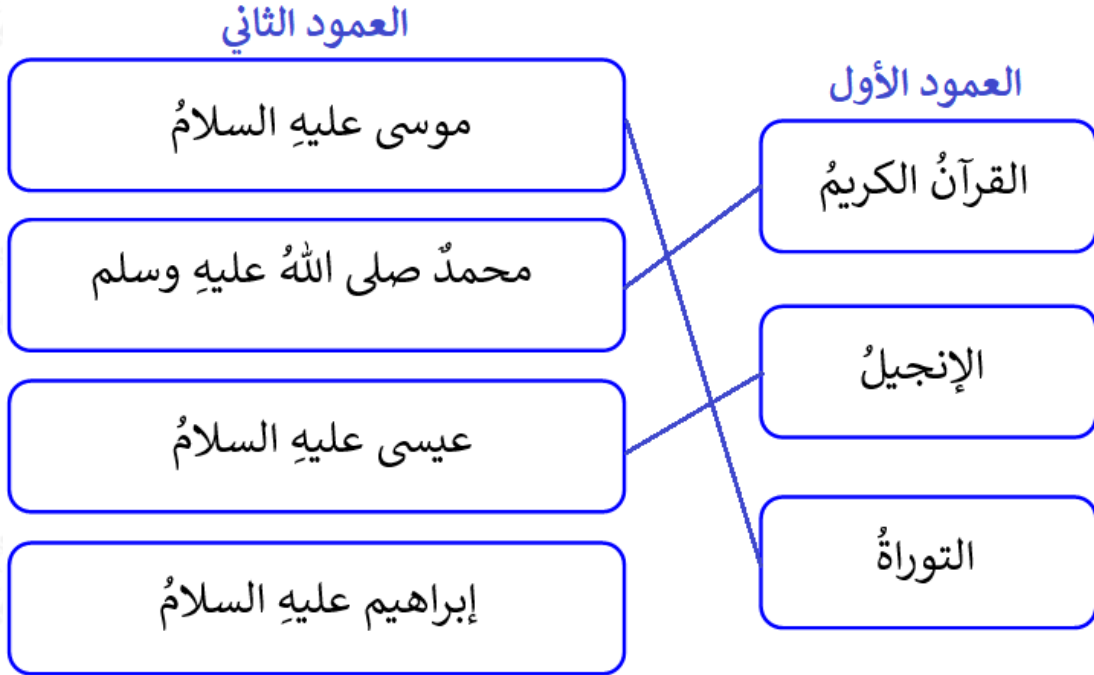 العمود الأول
القرآنُ الكريمُ
الإنجيلُ
التوراةُ
العمود الثاني
موسى عليهِ السلامُ
محمدٌ صلى اللهُ عليهِ وسلم
عيسى عليهِ السلامُ
إبراهيم عليهِ السلامُ